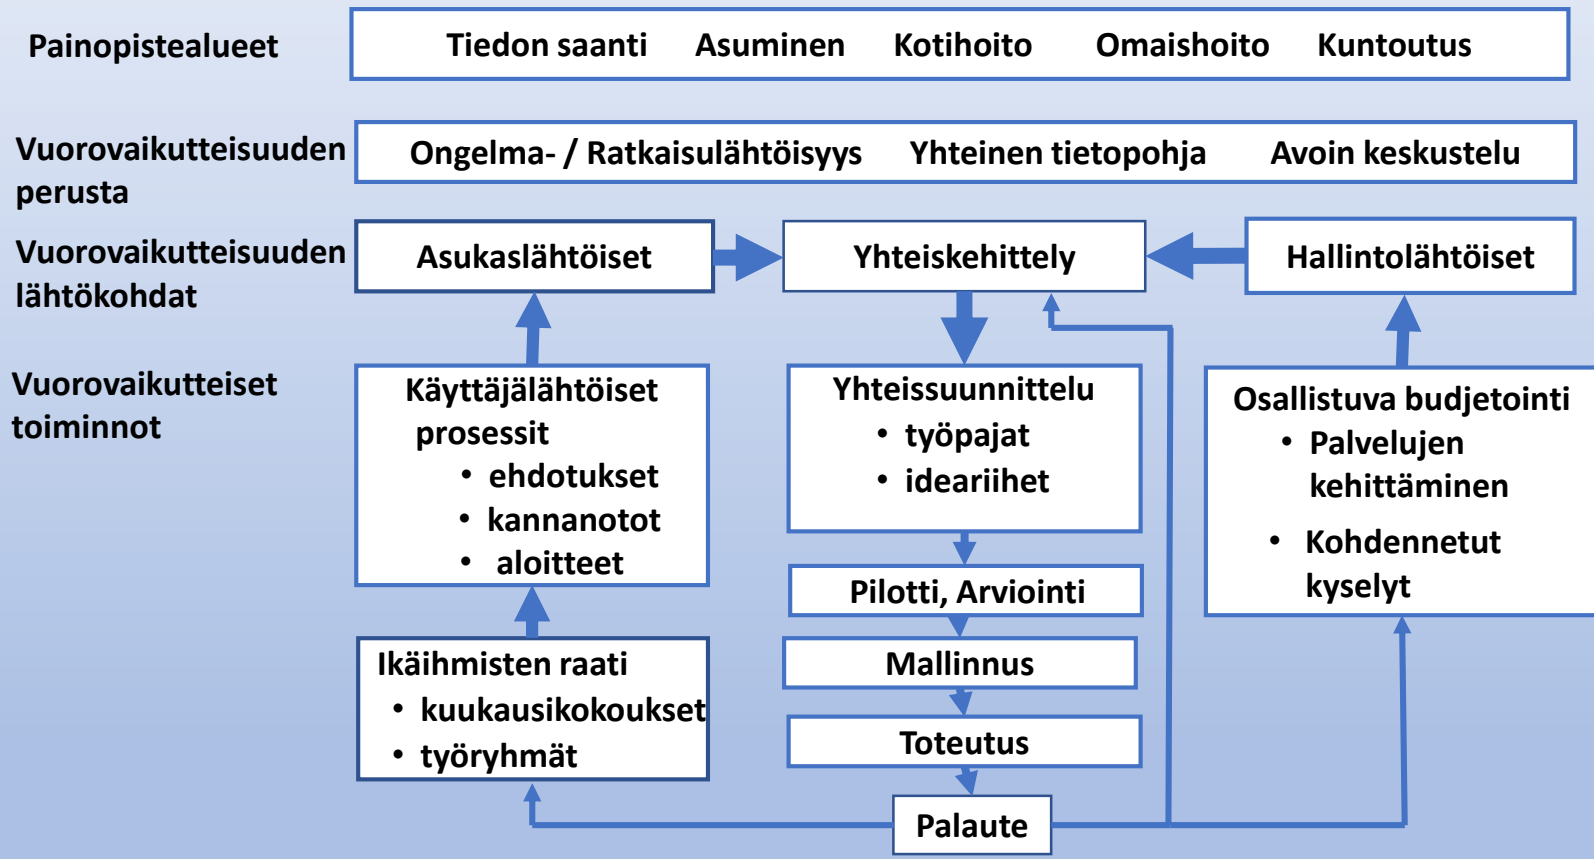 Painopistealueet
Tiedon saanti Asuminen Kotihoito Omaishoito Kuntoutus
Vuorovaikutteisuuden
perusta
Ongelma- / Ratkaisulähtöisyys Yhteinen tietopohja Avoin keskustelu
Vuorovaikutteisuuden
lähtökohdat
Asukaslähtöiset
Yhteiskehittely
Hallintolähtöiset
Vuorovaikutteiset
toiminnot
Käyttäjälähtöiset
prosessit
• ehdotukset
• kannanotot
• aloitteet
Yhteissuunnittelu
• työpajat
• ideariihet
Osallistuva budjetointi
• Palvelujen
kehittäminen
• Kohdennetut
kyselyt
Pilotti, Arviointi
Ikäihmisten raati
• kuukausikokoukset
• työryhmät
Mallinnus
Toteutus
Palaute